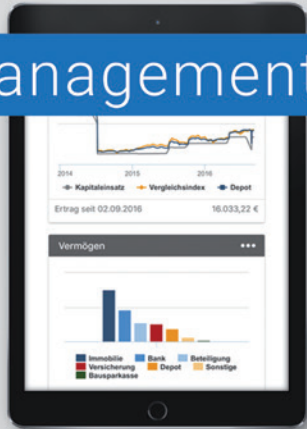 anagement
2014 2015 2016
Kapitaleinsatz Vergleichsindex Depot
Ertrag seit 02.09.2016 16.033,22 €
Vermögen
Immobilie Bank Beteiligung
Versicherung Depot Sonstige
Bausparkasse